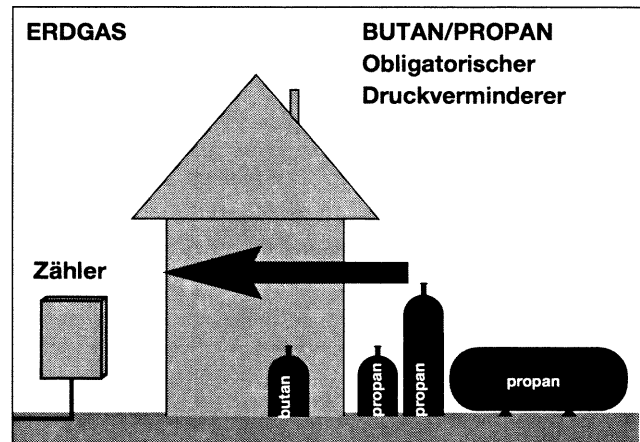 ERDGAS
BUTAN/PROPAN
Obligatorischer
Druckverminderer
Zähler
butan
propan
propan
propan